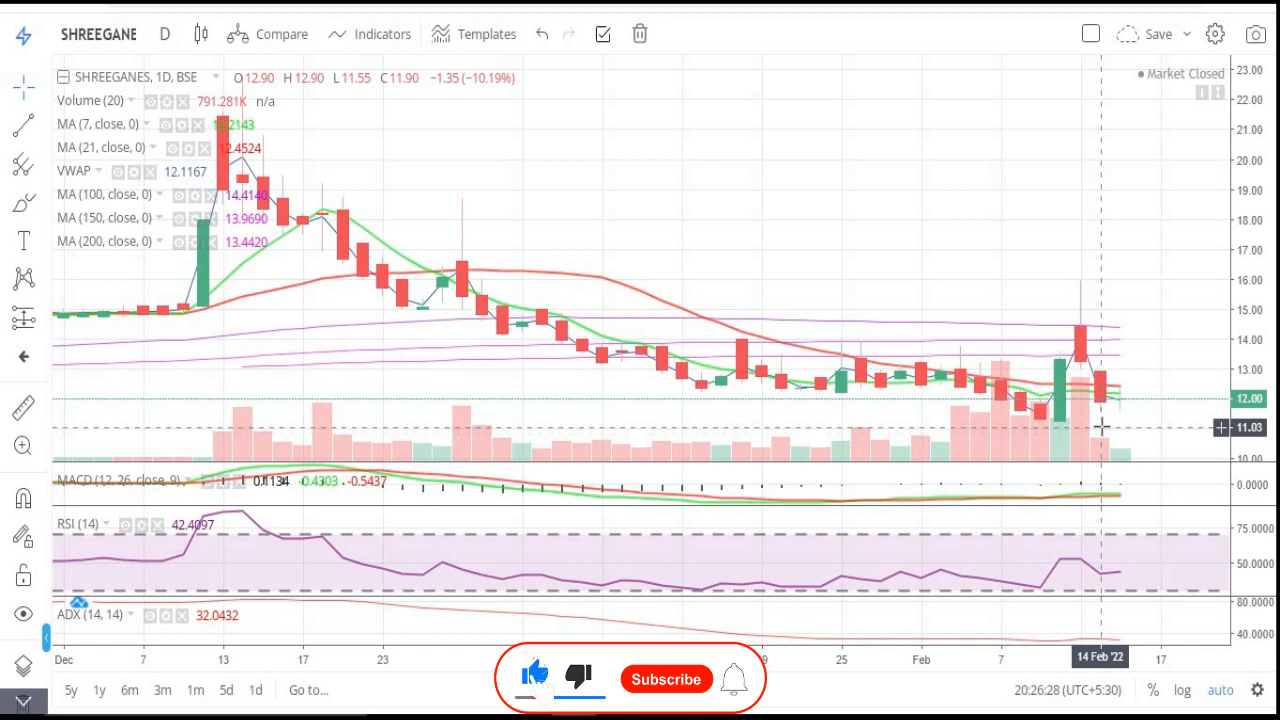 SHREEGANE D Compare Indicators Templates Save
SHREEGANES, 1D, BSE O12.90 H12.90 L11.55 C11.90 −1.35 (−10.19%)
Market Closed
Volume (20) 791.281K n/a
MA (7, close, 0)
MA (21, close, 0) 12.4524
VWAP 12.1167
MA (100, close, 0) 14.4140
MA (150, close, 0) 13.9690
MA (200, close, 0) 13.4420
23.00
22.00
21.00
20.00
19.00
18.00
17.00
16.00
15.00
14.00
13.00
12.00
11.03
10.00
MACD (12, 26, close, 9) 0.1134 -0.4303 -0.5437
0.0000
RSI (14) 42.4097
75.0000
50.0000
ADX (14, 14) 32.0432
80.0000
40.0000
Dec 7 13 17 23 25 Feb 7 14 Feb '22 17
Subscribe
5y 1y 6m 3m 1m 5d 1d Go to... 20:26:28 (UTC+5:30) % log auto